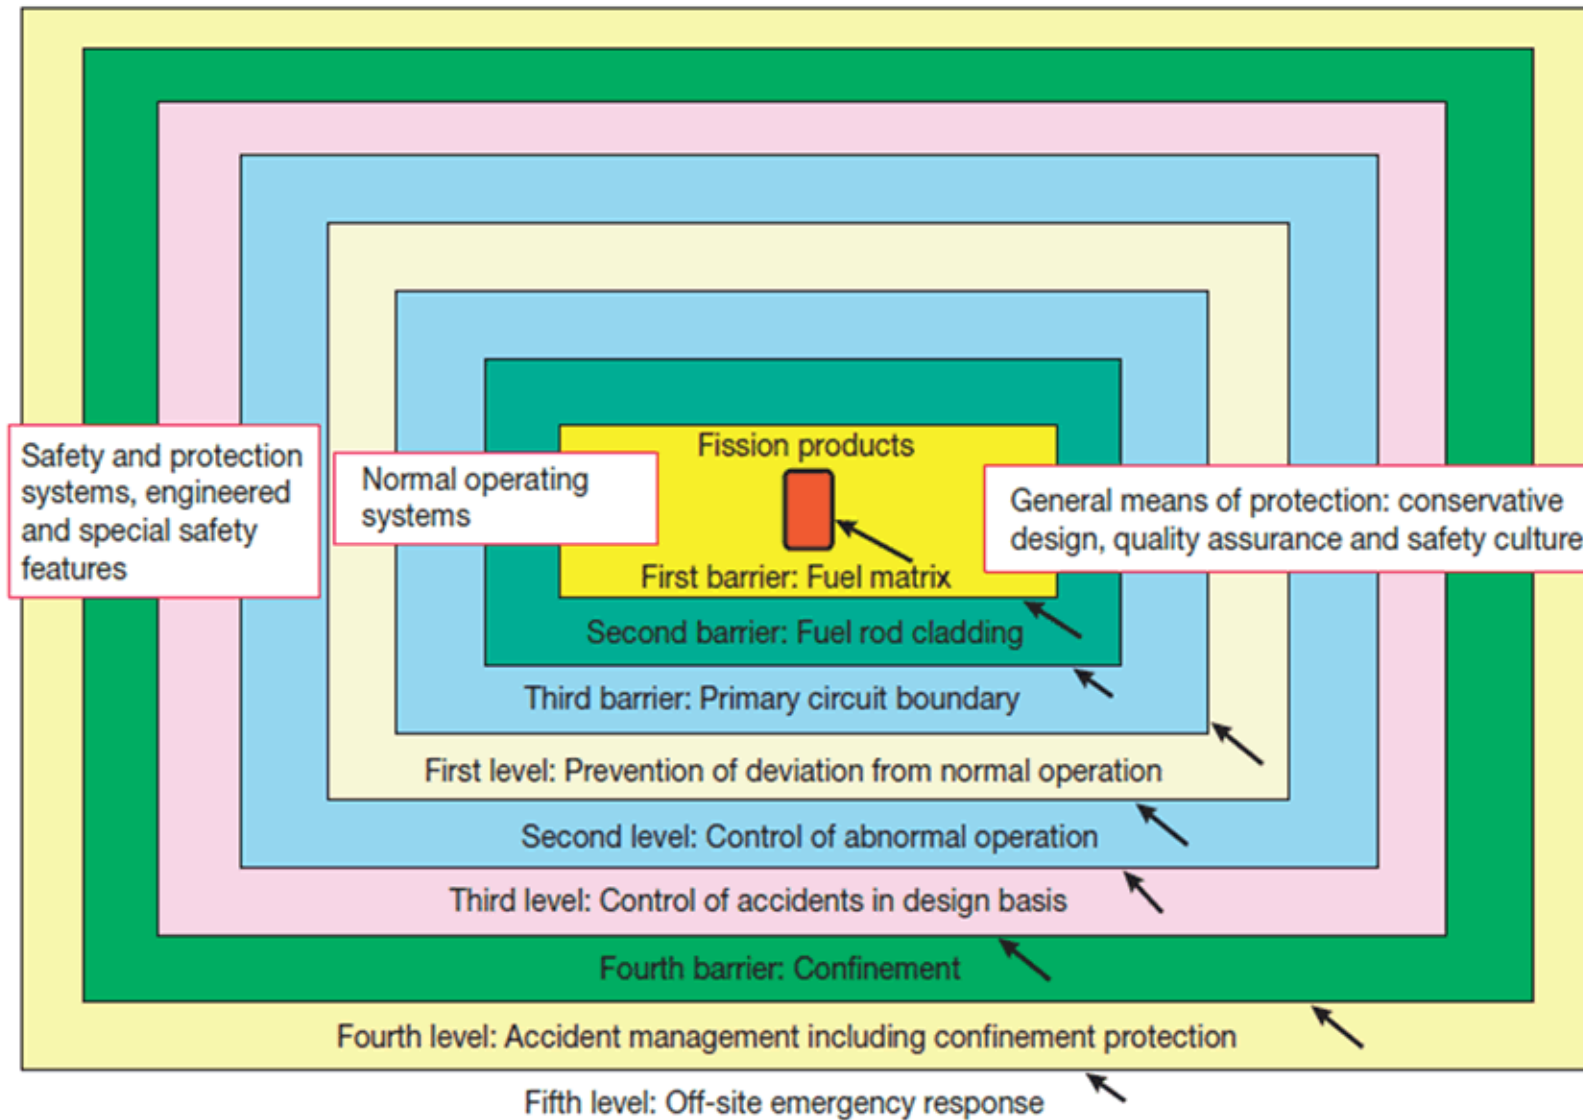 Fission products
Safety and protection
systems, engineered
and special safety
features
Normal operating
systems
General means of protection: conservative
design, quality assurance and safety culture
First barrier: Fuel matrix
Second barrier: Fuel rod cladding
Third barrier: Primary circuit boundary
First level: Prevention of deviation from normal operation
Second level: Control of abnormal operation
Third level: Control of accidents in design basis
Fourth barrier: Confinement
Fourth level: Accident management including confinement protection
Fifth level: Off-site emergency response